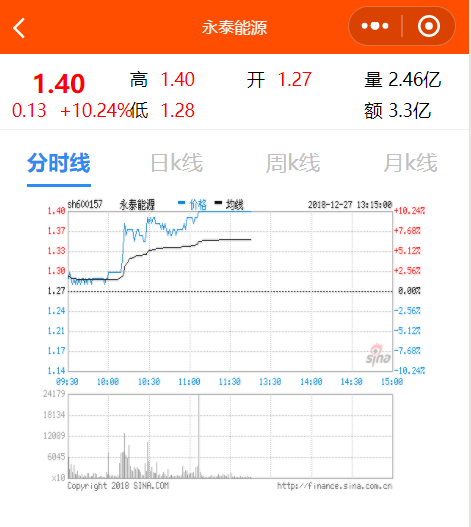 永泰能源
1.40
高 1.40 开 1.27 量 2.46亿
0.13 +10.24% 低 1.28 额 3.3亿
分时线 日k线 周k线 月k线
sh600157 永泰能源 价格 均线 2018-12-27 13:15:00
1.40 +10.24%
1.37 +7.68%
1.33 +5.12%
1.30 +2.56%
1.27 0.00%
1.24 -2.56%
1.21 -5.12%
1.17 -7.68%
1.14 -10.24%
sina
09:30 10:00 10:30 11:00 13:30 14:00 14:30 15:00
24179
18134
12089
6045
x10
Copyright 2018 SINA.COM http://finance.sina.com.cn